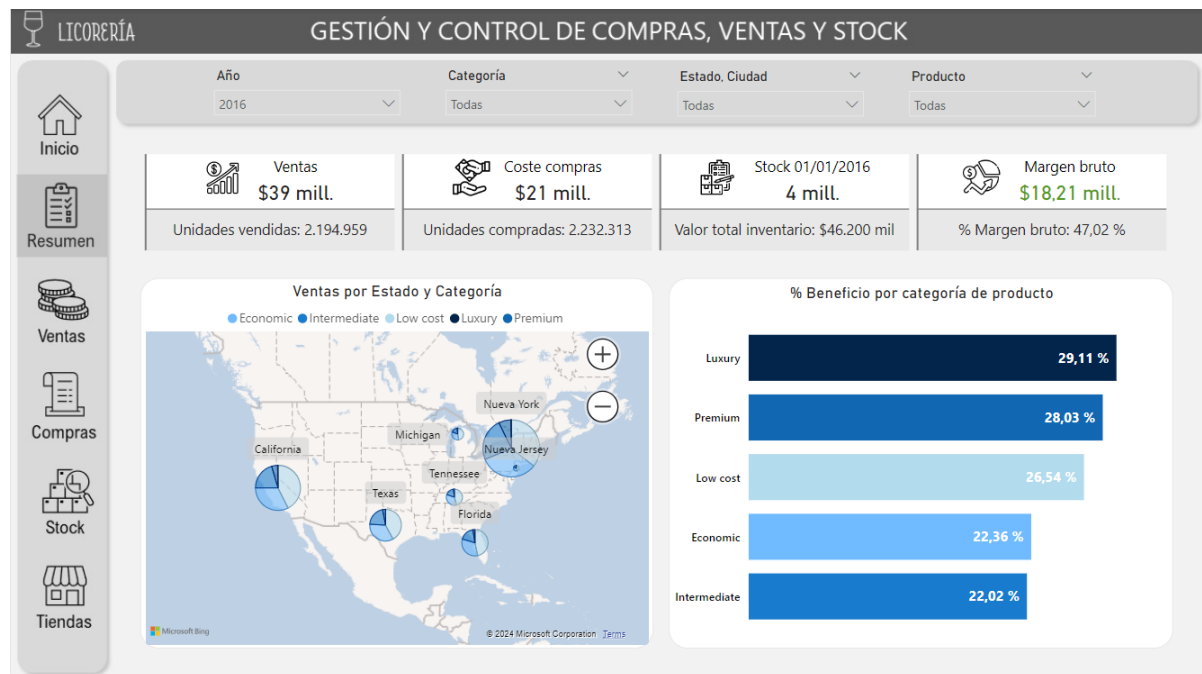 LICORERÍA
GESTIÓN Y CONTROL DE COMPRAS, VENTAS Y STOCK
Año
2016
Categoría
Todas
Estado, Ciudad
Todas
Producto
Todas
Inicio
Resumen
Ventas
Compras
Stock
Tiendas
Ventas
$39 mill.
Unidades vendidas: 2.194.959
Coste compras
$21 mill.
Unidades compradas: 2.232.313
Stock 01/01/2016
4 mill.
Valor total inventario: $46.200 mil
Margen bruto
$18,21 mill.
% Margen bruto: 47,02 %
Ventas por Estado y Categoría
Economic Intermediate Low cost Luxury Premium
Nueva York
Michigan
Nueva Jersey
California
Tennessee
Texas
Florida
Microsoft Bing
© 2024 Microsoft Corporation Terms
% Beneficio por categoría de producto
Luxury 29,11 %
Premium 28,03 %
Low cost 26,54 %
Economic 22,36 %
Intermediate 22,02 %